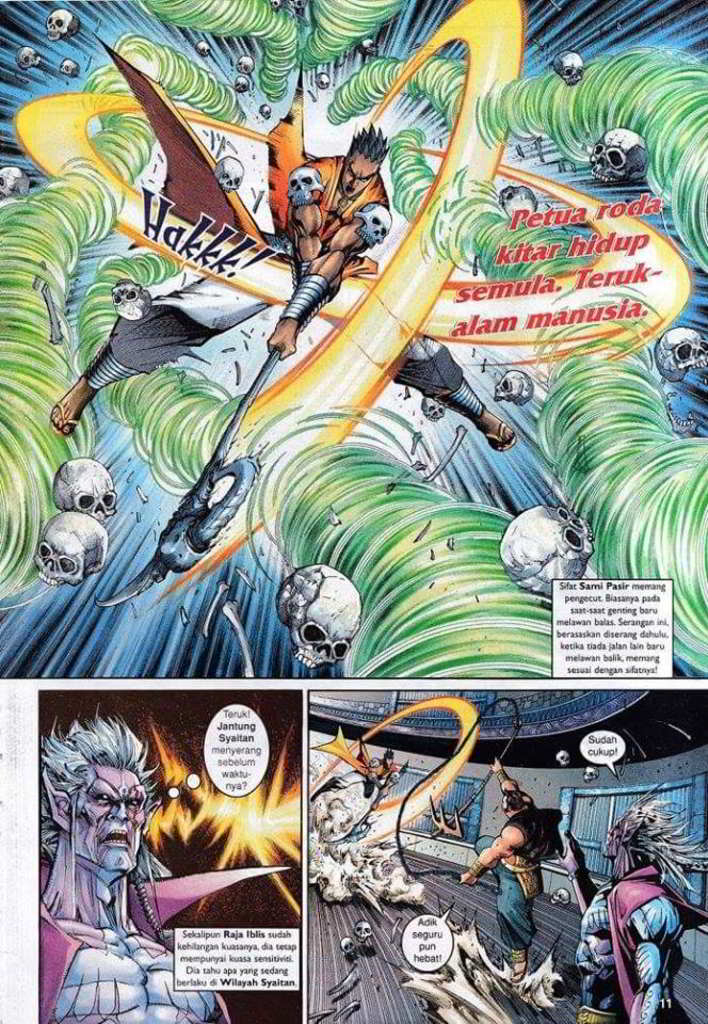 Hakkk!
Petua roda
kitar hidup
semula. Teruk-
alam manusia.
Sifat Sami Pasir memang
pengecut. Biasanya pada
saat-saat genting baru
melawan balas. Serangan ini,
berasaskan diserang dahulu,
ketika tiada jalan lain baru
melawan balik, memang
sesuai dengan sifatnya!
Teruk!
Jantung
Syaitan
menyerang
sebelum
waktu-
nya?
Sekalipun Raja Iblis sudah
kehilangan kuasanya, dia tetap
mempunyai kuasa sensitiviti.
Dia tahu apa yang sedang
berlaku di Wilayah Syaitan.
Sudah
cukup!
Adik
seguru
pun
hebat!
11